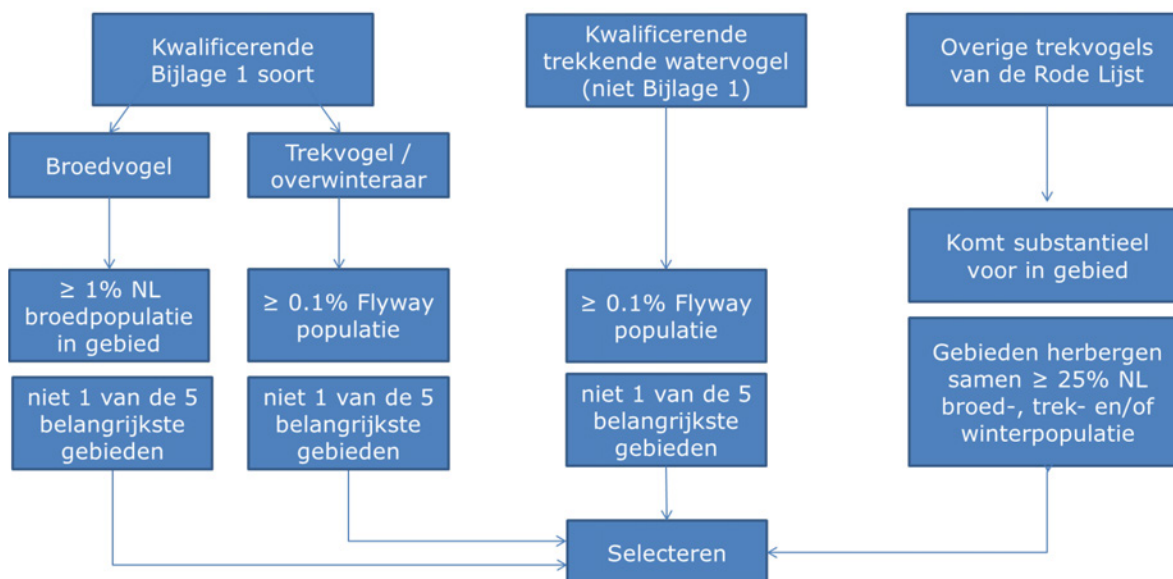 Kwalificerende
Bijlage 1 soort
Kwalificerende
trekkende watervogel
(niet Bijlage 1)
Overige trekvogels
van de Rode Lijst
Broedvogel
Trekvogel /
overwinteraar
Komt substantieel
voor in gebied
≥ 1% NL
broedpopulatie
in gebied
≥ 0.1% Flyway
populatie
≥ 0.1% Flyway
populatie
Gebieden herbergen
samen ≥ 25% NL
broed-, trek- en/of
winterpopulatie
niet 1 van de 5
belangrijkste
gebieden
niet 1 van de 5
belangrijkste
gebieden
niet 1 van de 5
belangrijkste
gebieden
Selecteren